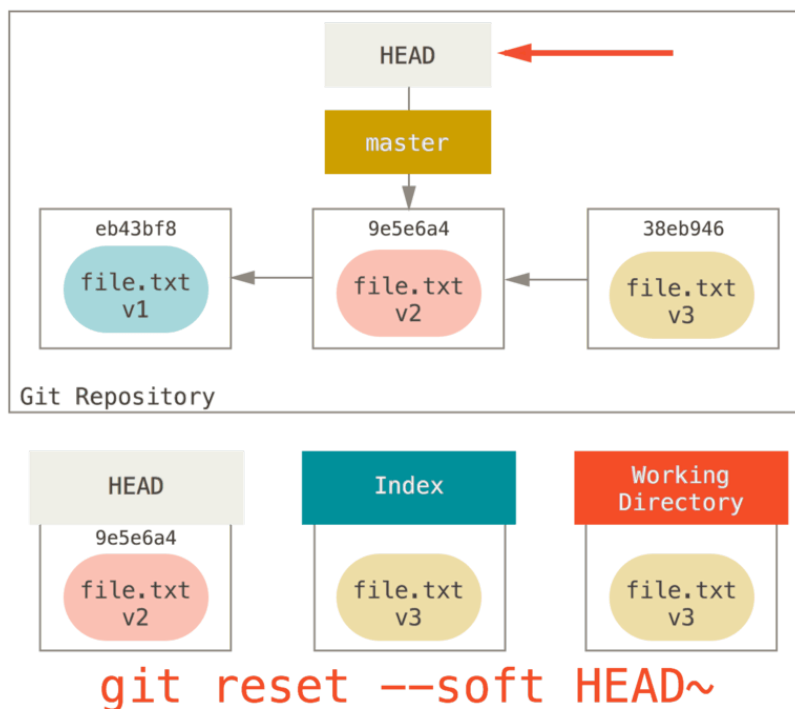 HEAD
master
eb43bf8
file.txt
v1
9e5e6a4
file.txt
v2
38eb946
file.txt
v3
Git Repository
HEAD
9e5e6a4
file.txt
v2
Index
file.txt
v3
Working
Directory
file.txt
v3
git reset --soft HEAD~